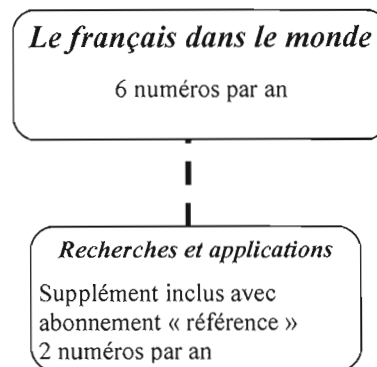 Le français dans le monde
6 numéros par an
Recherches et applications
Supplément inclus avec
abonnement « référence »
2 numéros par an